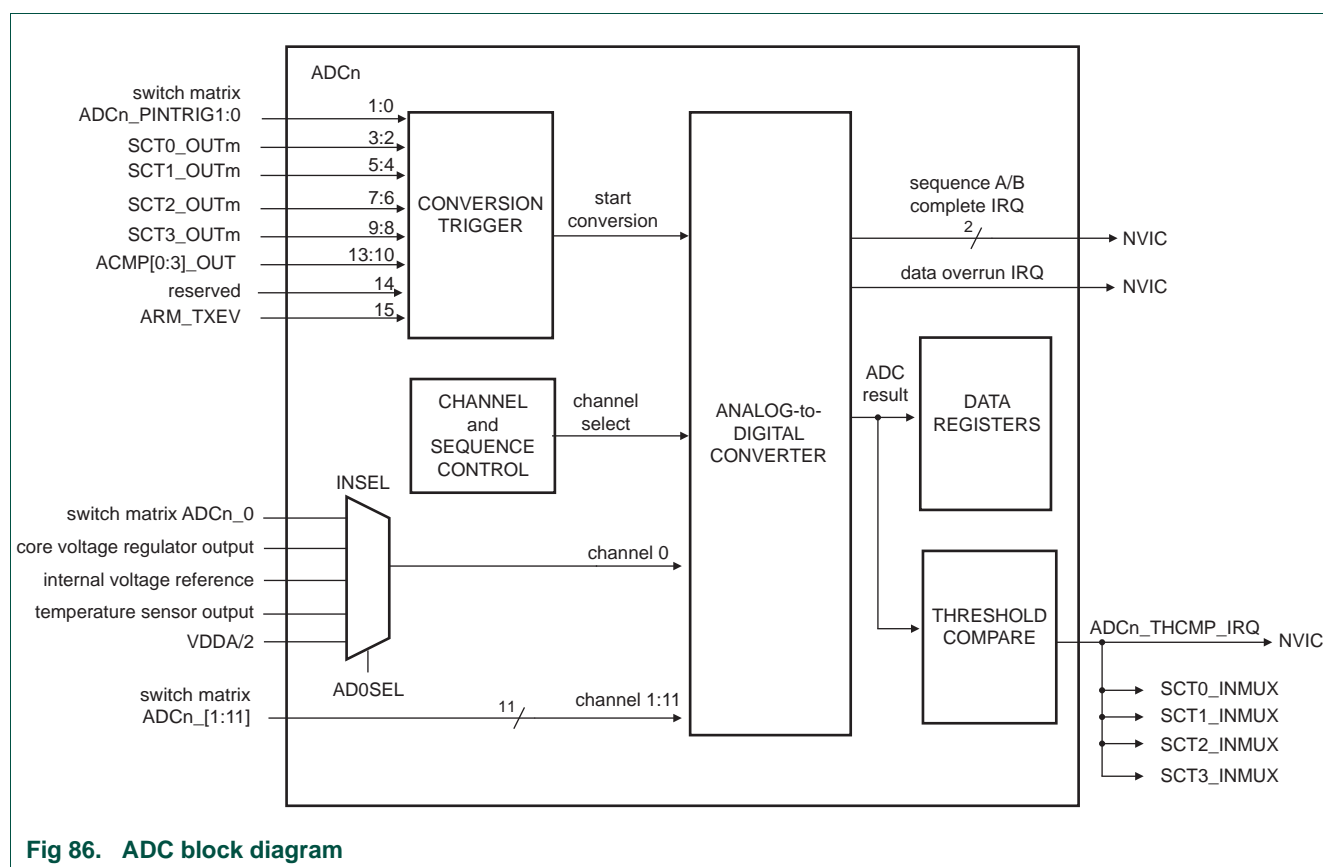 ADCn
switch matrix
ADCn_PINTRIG1:0
1:0
SCT0_OUTm
3:2
SCT1_OUTm
5:4
SCT2_OUTm
7:6
SCT3_OUTm
9:8
ACMP[0:3]_OUT
13:10
reserved
14
ARM_TXEV
15
CONVERSION
TRIGGER
start
conversion
CHANNEL
and
SEQUENCE
CONTROL
channel
select
INSEL
switch matrix ADCn_0
core voltage regulator output
internal voltage reference
temperature sensor output
VDDA/2
AD0SEL
channel 0
switch matrix
ADCn_[1:11]
11
channel 1:11
ANALOG-to-
DIGITAL
CONVERTER
sequence A/B
complete IRQ
2
NVIC
data overrun IRQ
NVIC
ADC
result
DATA
REGISTERS
THRESHOLD
COMPARE
ADCn_THCMP_IRQ
NVIC
SCT0_INMUX
SCT1_INMUX
SCT2_INMUX
SCT3_INMUX
Fig 86. ADC block diagram